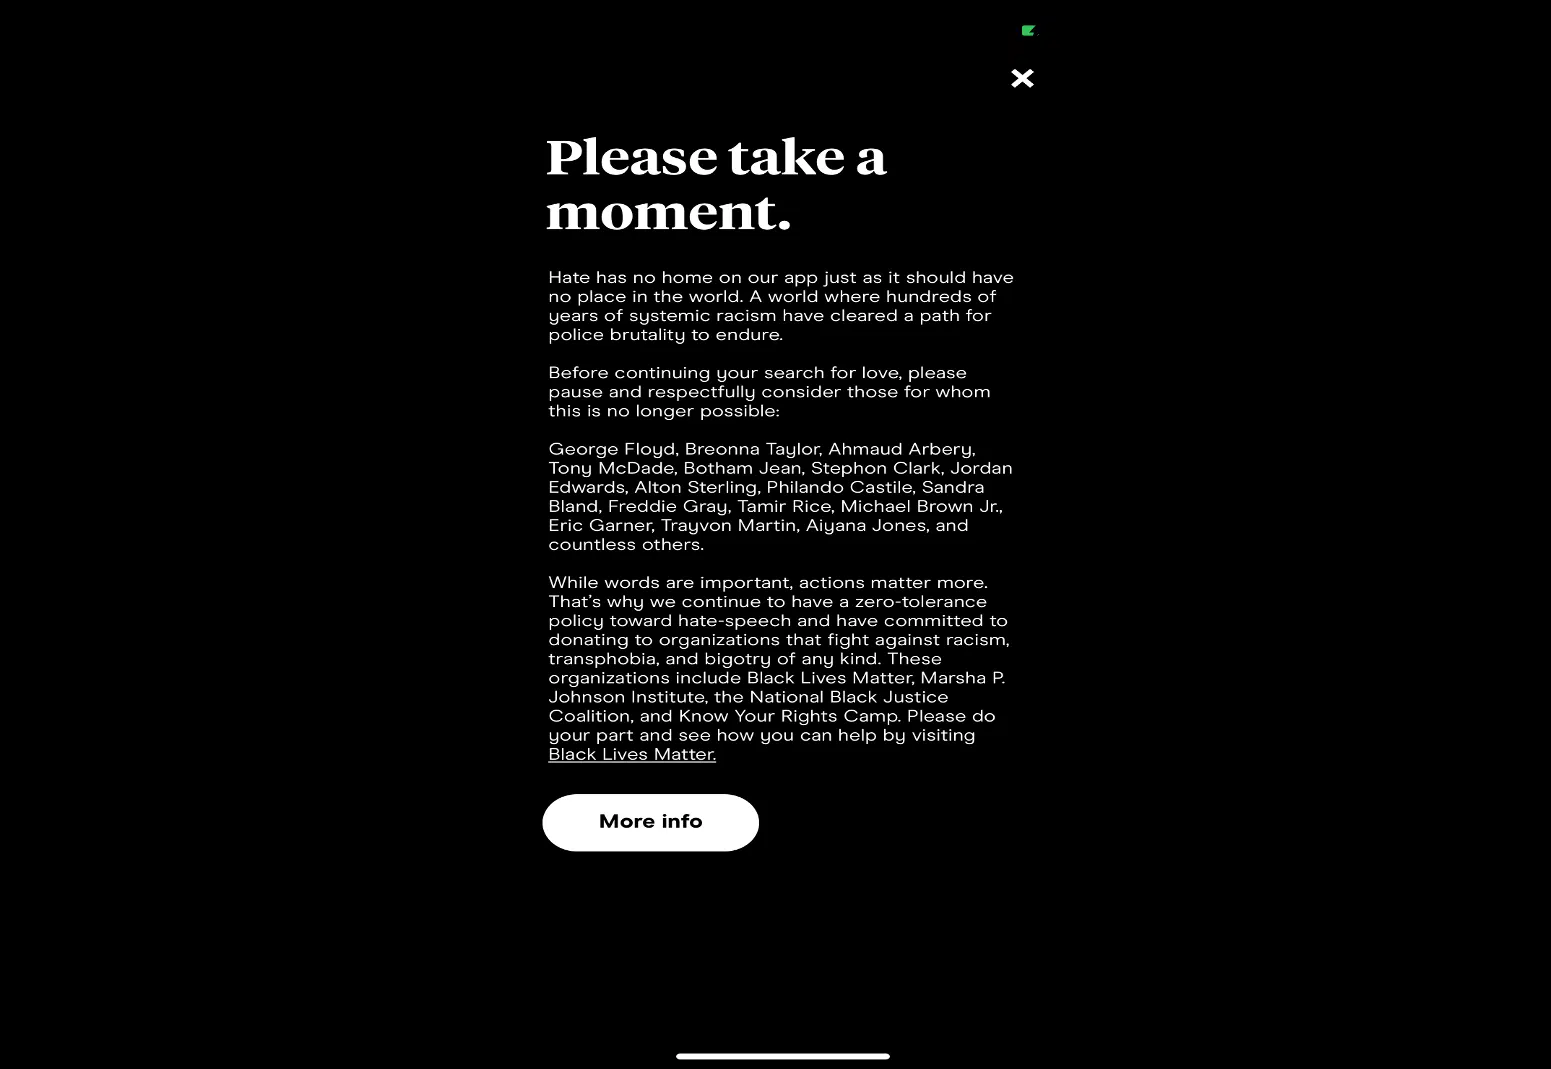 Please take a
moment.
Hate has no home on our app just as it should have
no place in the world. A world where hundreds of
years of systemic racism have cleared a path for
police brutality to endure.
Before continuing your search for love, please
pause and respectfully consider those for whom
this is no longer possible:
George Floyd, Breonna Taylor, Ahmaud Arbery,
Tony McDade, Botham Jean, Stephon Clark, Jordan
Edwards, Alton Sterling, Philando Castile, Sandra
Bland, Freddie Gray, Tamir Rice, Michael Brown Jr.,
Eric Garner, Trayvon Martin, Aiyana Jones, and
countless others.
While words are important, actions matter more.
That's why we continue to have a zero-tolerance
policy toward hate-speech and have committed to
donating to organizations that fight against racism,
transphobia, and bigotry of any kind. These
organizations include Black Lives Matter, Marsha P.
Johnson Institute, the National Black Justice
Coalition, and Know Your Rights Camp. Please do
your part and see how you can help by visiting
Black Lives Matter.
More info